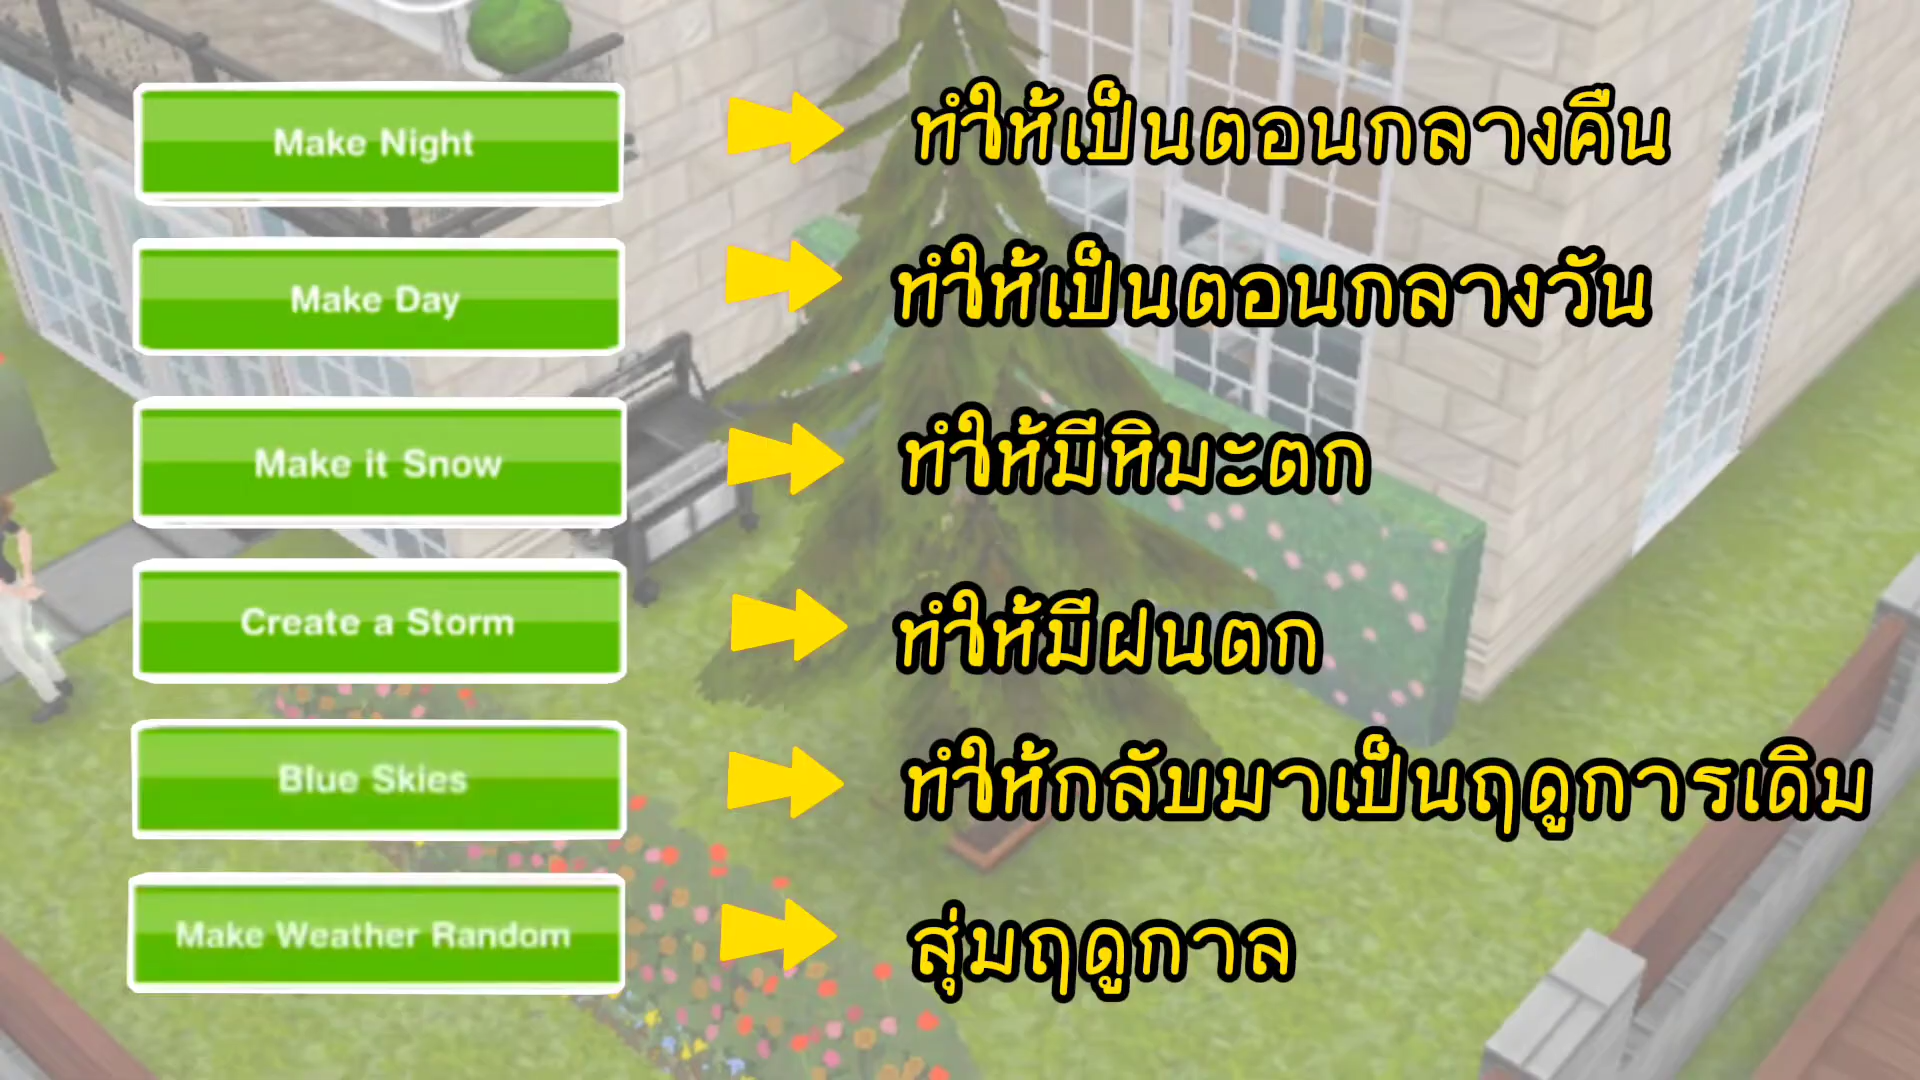 Make Night
ทำให้เป็นตอนกลางคืน
Make Day
ทำให้เป็นตอนกลางวัน
Make it Snow
ทำให้มีหิมะตก
Create a Storm
ทำให้มีฝนตก
Blue Skies
ทำให้กลับมาเป็นฤดูการเดิม
Make Weather Random
สุ่มฤดูกาล